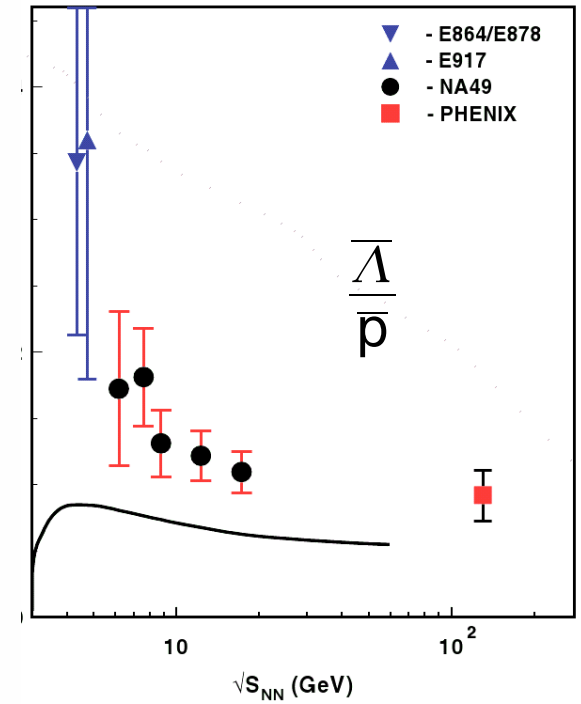 - E864/E878
- E917
- NA49
- PHENIX
Λ̅
p̅
10
10²
√S_NN (GeV)